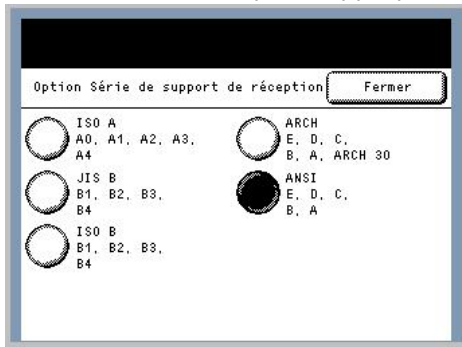 Option Série de support de réception
Fermer
ISO A
A0, A1, A2, A3,
A4
JIS B
B1, B2, B3,
B4
ISO B
B1, B2, B3,
B4
ARCH
E, D, C,
B, A, ARCH 30
ANSI
E, D, C,
B, A